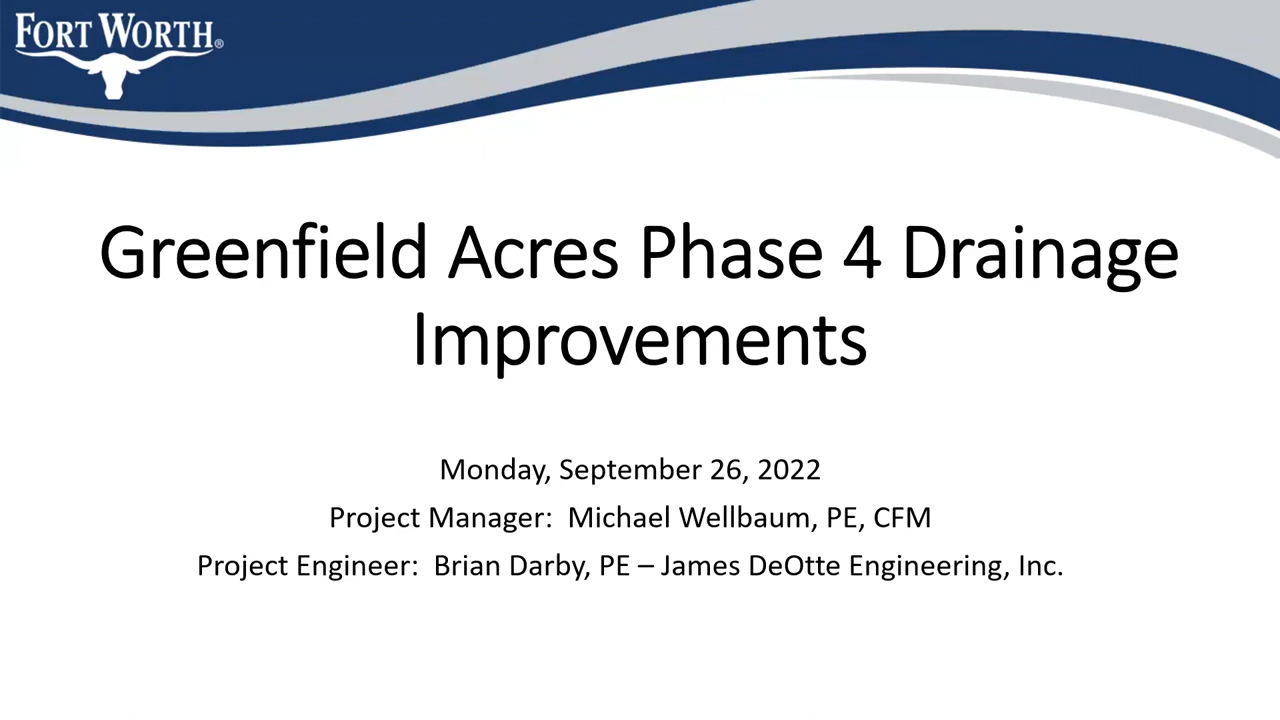 FORT WORTH®
Greenfield Acres Phase 4 Drainage
Improvements
Monday, September 26, 2022
Project Manager:  Michael Wellbaum, PE, CFM
Project Engineer:  Brian Darby, PE – James DeOtte Engineering, Inc.